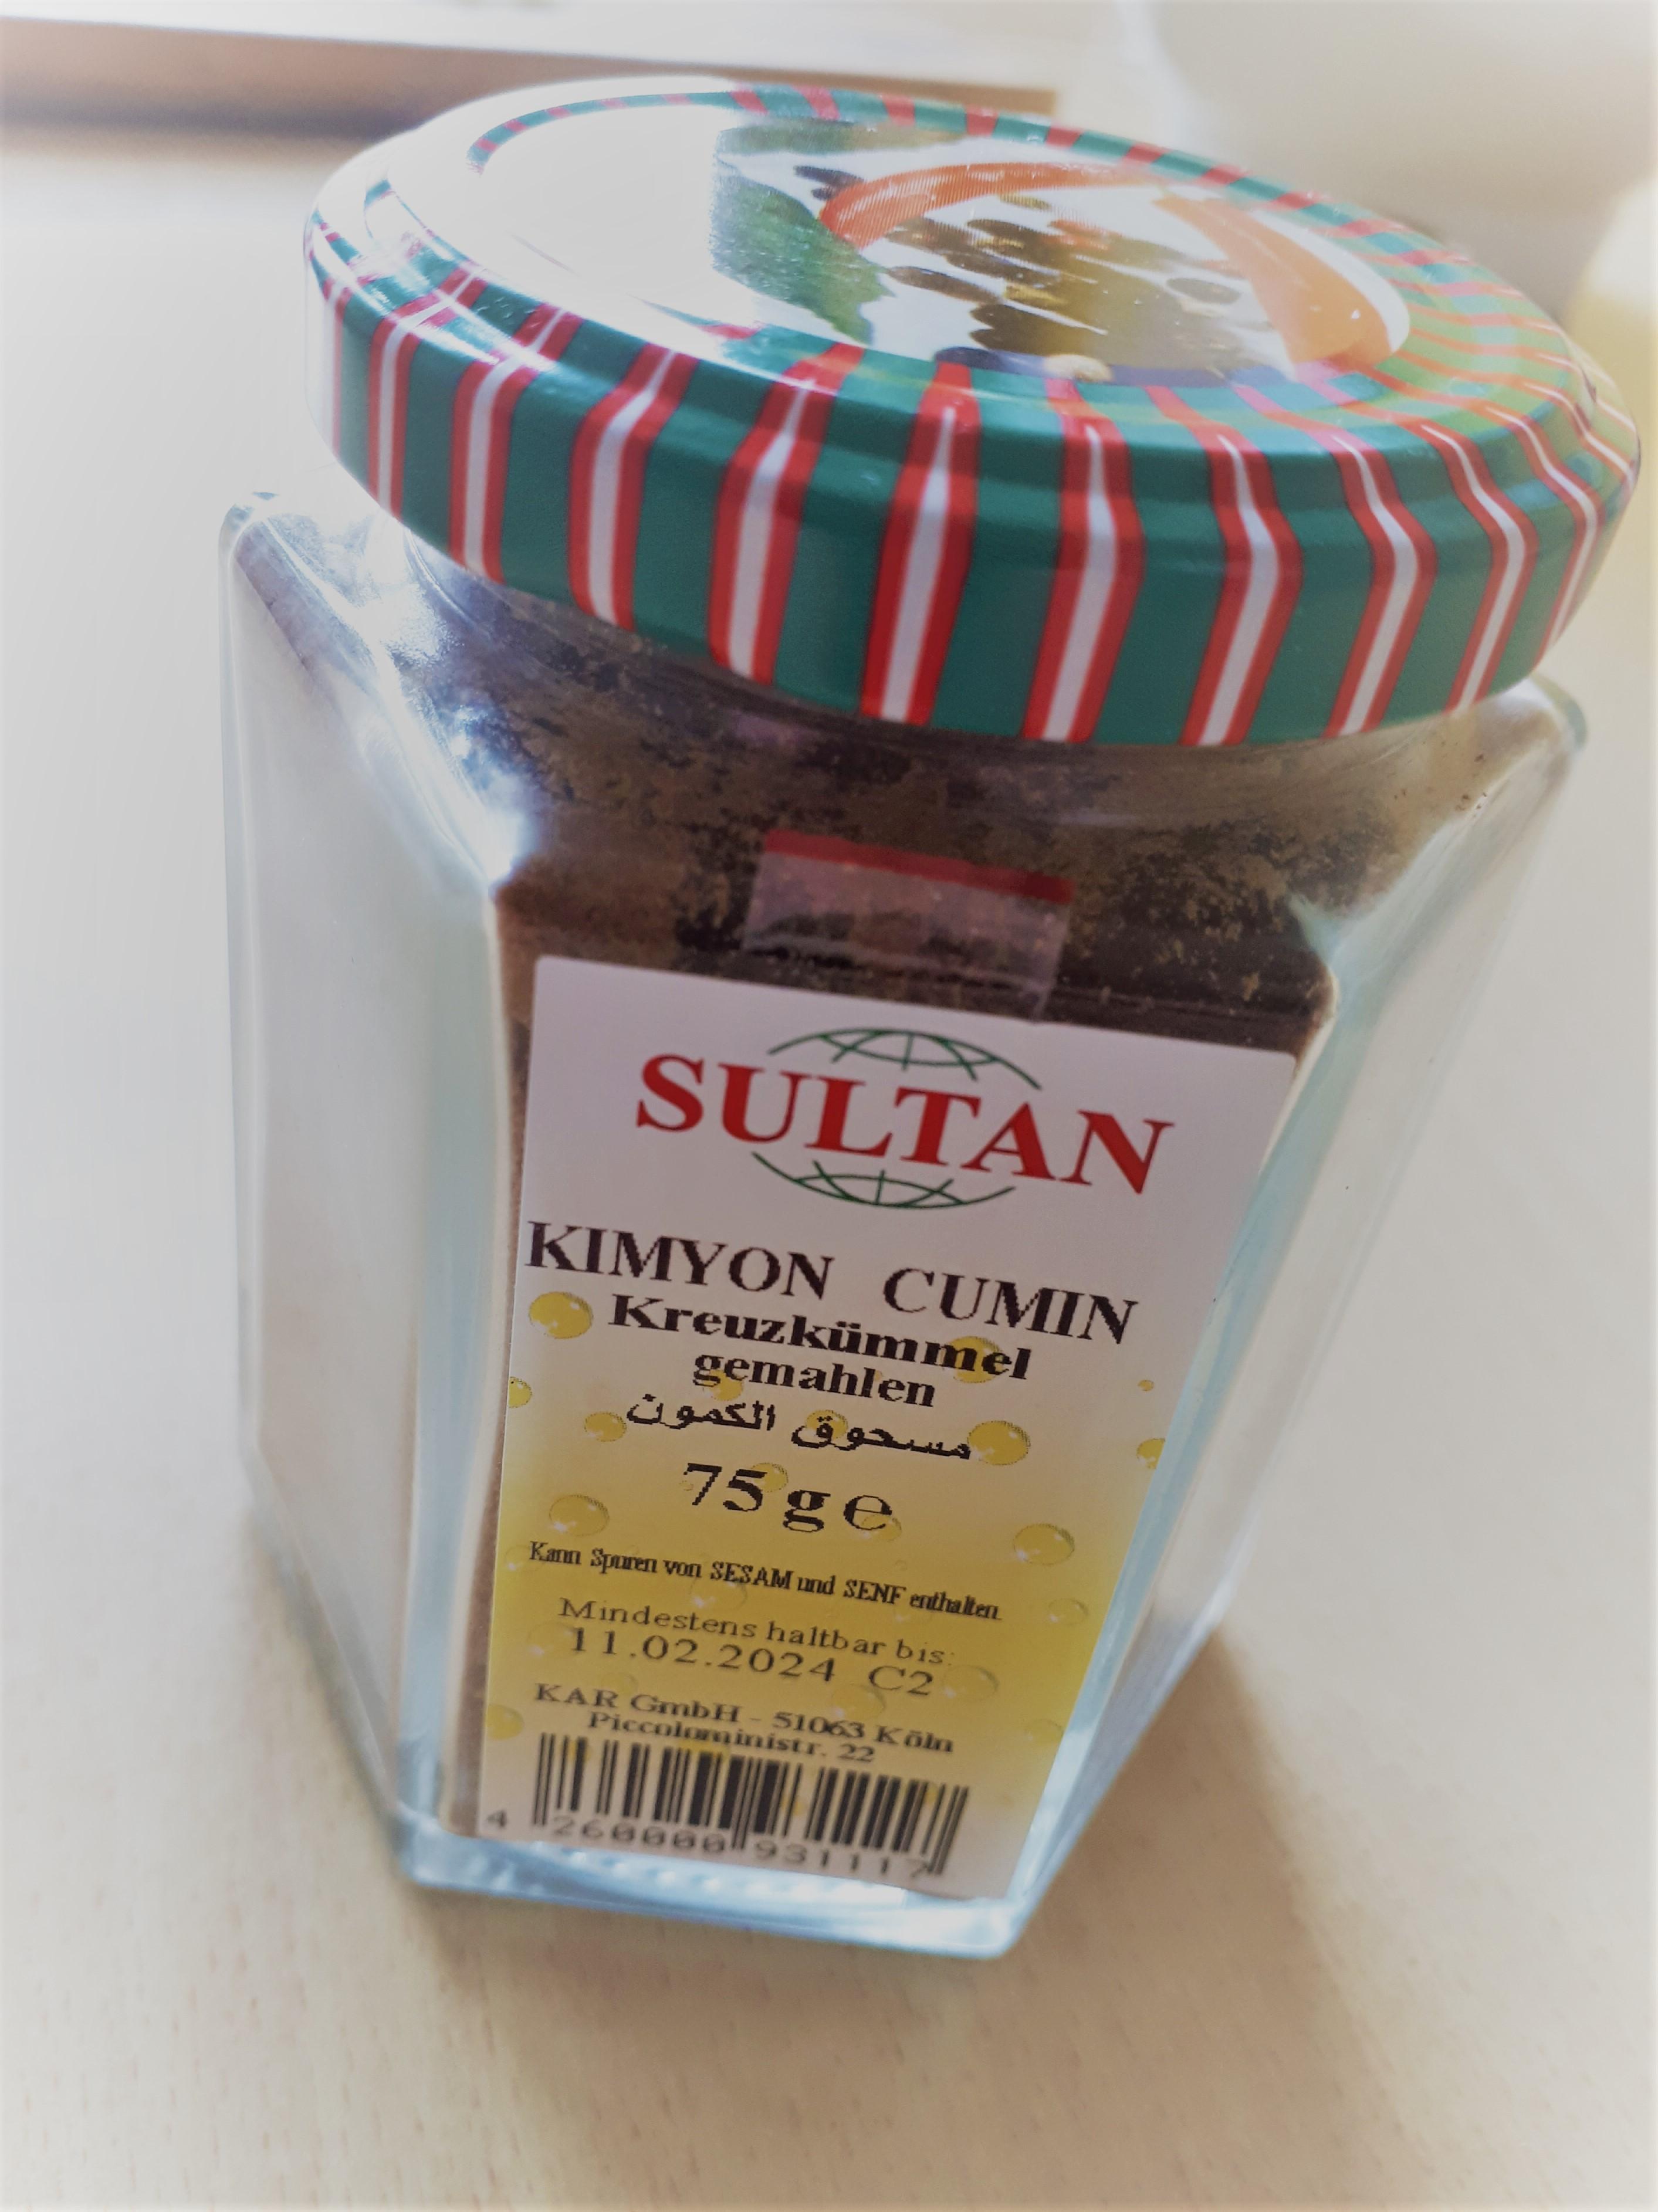 SULTAN
KIMYON CUMIN
Kreuzkümmel
gemahlen
مسحوق الكمون
75 g e
Kann Spuren von SESAM und SENF enthalten
Mindestens haltbar bis:
11.02.2024 C2
KAR GmbH - 51063 Köln
Piccoloministr. 22
4 260000 931117